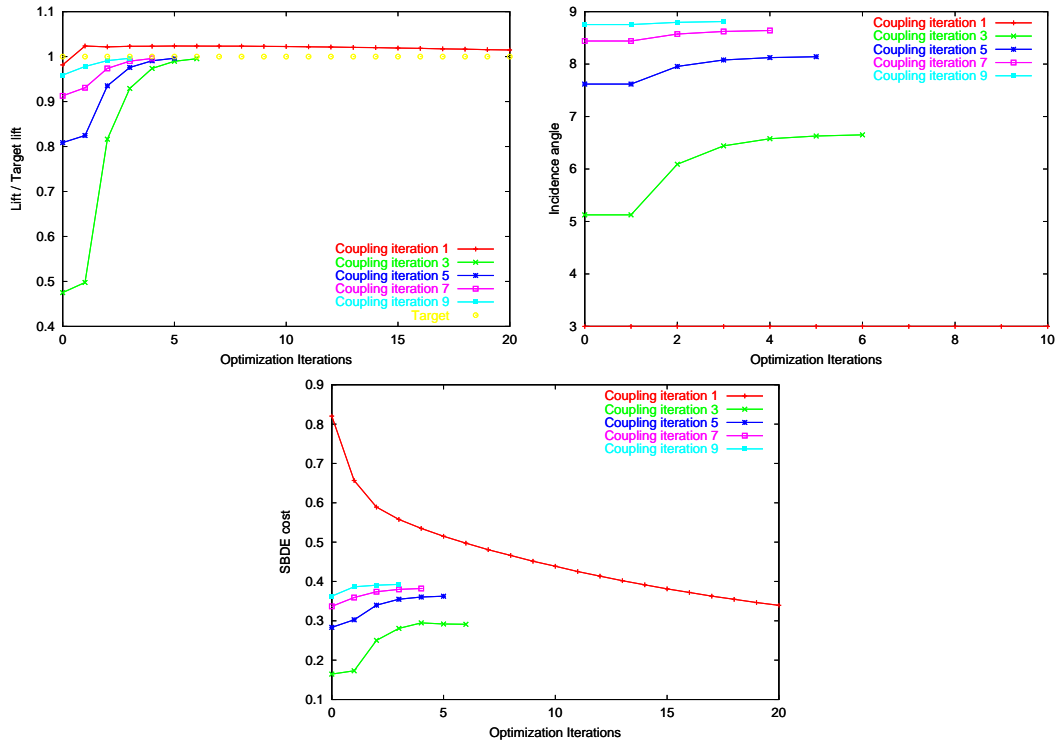 1.1
1
0.9
0.8
0.7
0.6
0.5
0.4
Lift / Target lift
Coupling iteration 1
Coupling iteration 3
Coupling iteration 5
Coupling iteration 7
Coupling iteration 9
Target
0 5 10 15 20
Optimization Iterations
9
8
7
6
5
4
3
Incidence angle
Coupling iteration 1
Coupling iteration 3
Coupling iteration 5
Coupling iteration 7
Coupling iteration 9
0 2 4 6 8 10
Optimization Iterations
0.9
0.8
0.7
0.6
0.5
0.4
0.3
0.2
0.1
SBDE cost
Coupling iteration 1
Coupling iteration 3
Coupling iteration 5
Coupling iteration 7
Coupling iteration 9
0 5 10 15 20
Optimization Iterations